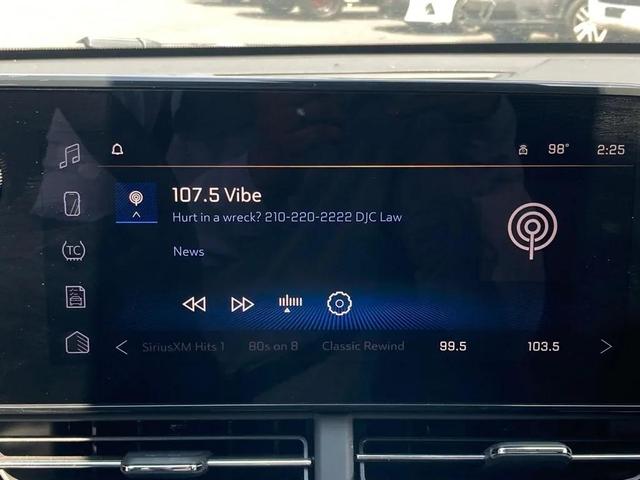 98° 2:25
107.5 Vibe
Hurt in a wreck? 210-220-2222 DJC Law
TC
News
SiriusXM Hits 1 80s on 8 Classic Rewind 99.5 103.5